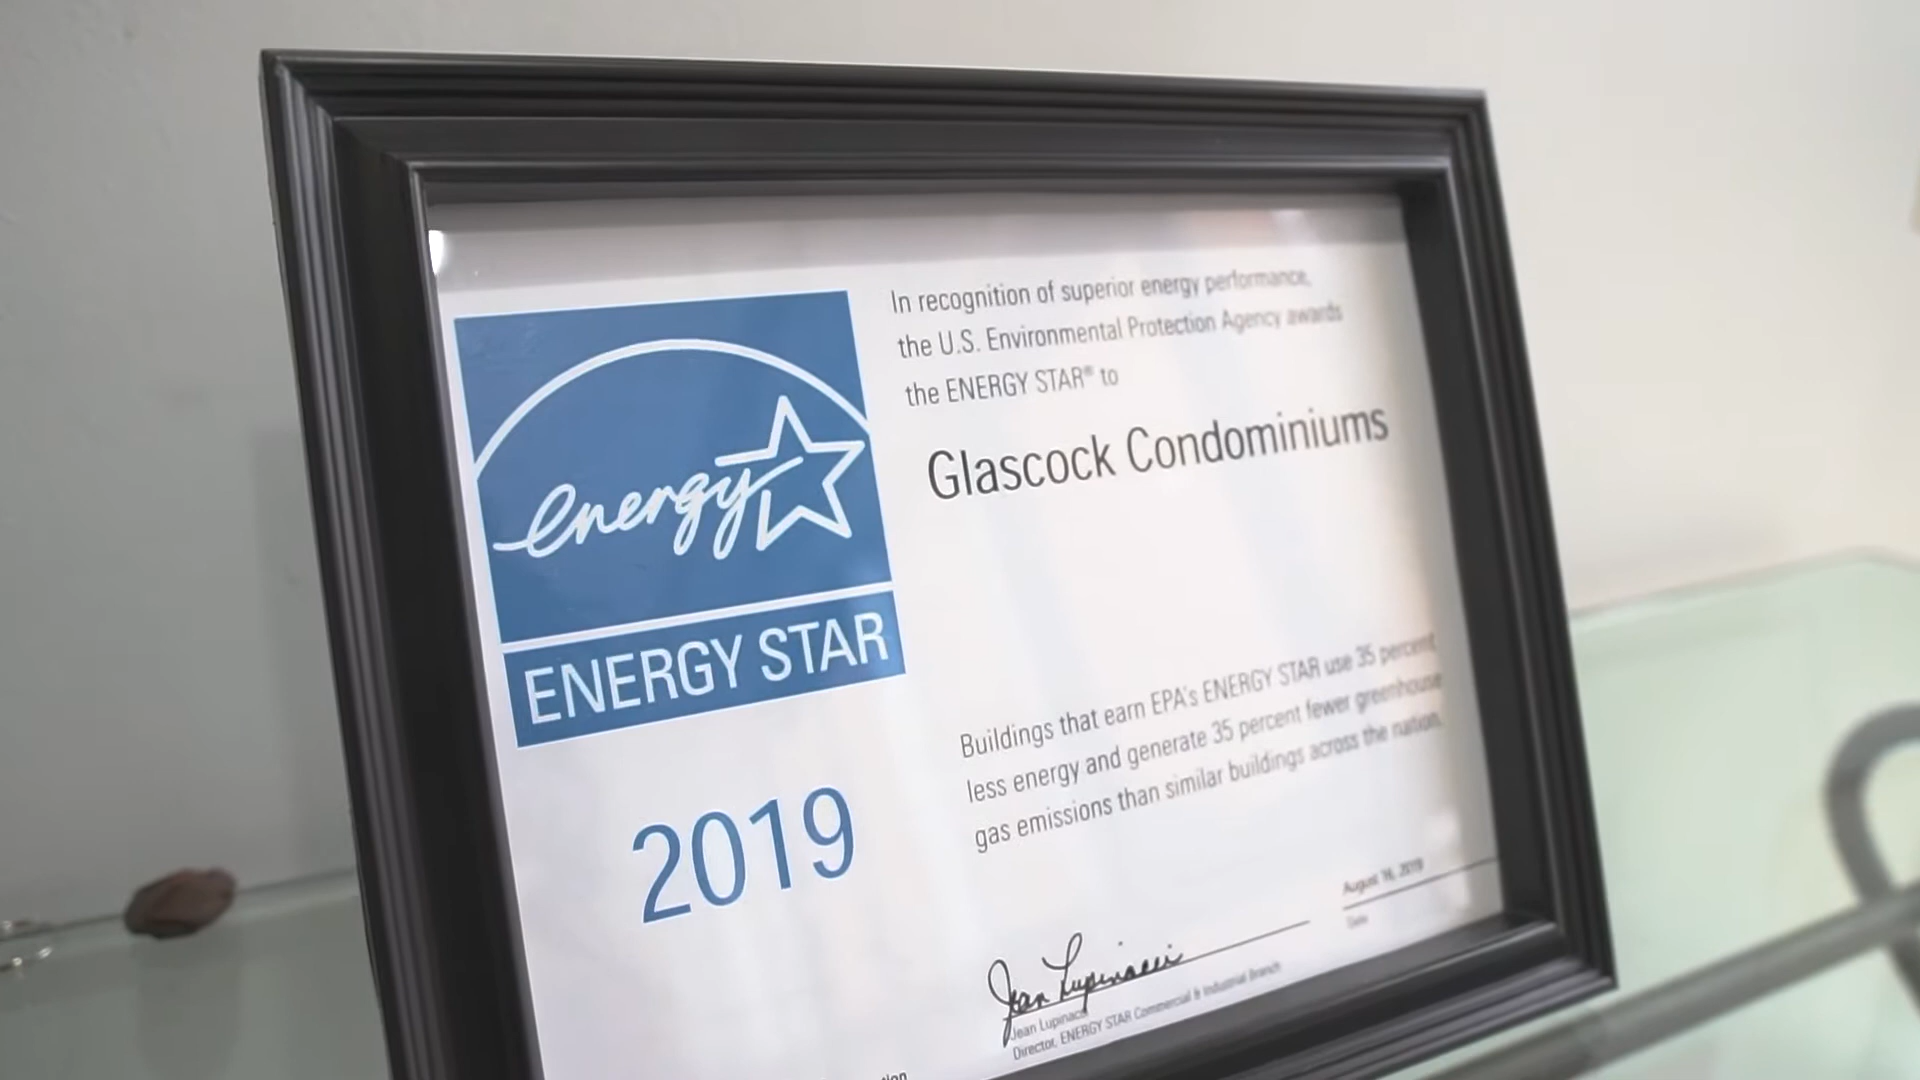 energy
ENERGY STAR
2019
In recognition of superior energy performance,
the U.S. Environmental Protection Agency awards
the ENERGY STAR® to
Glascock Condominiums
Buildings that earn EPA's ENERGY STAR use 35 percent
less energy and generate 35 percent fewer greenhouse
gas emissions than similar buildings across the nation.
Jean Lupinacci
August 16, 2019
Date
Jean Lupinacci
Director, ENERGY STAR Commercial & Industrial Branch